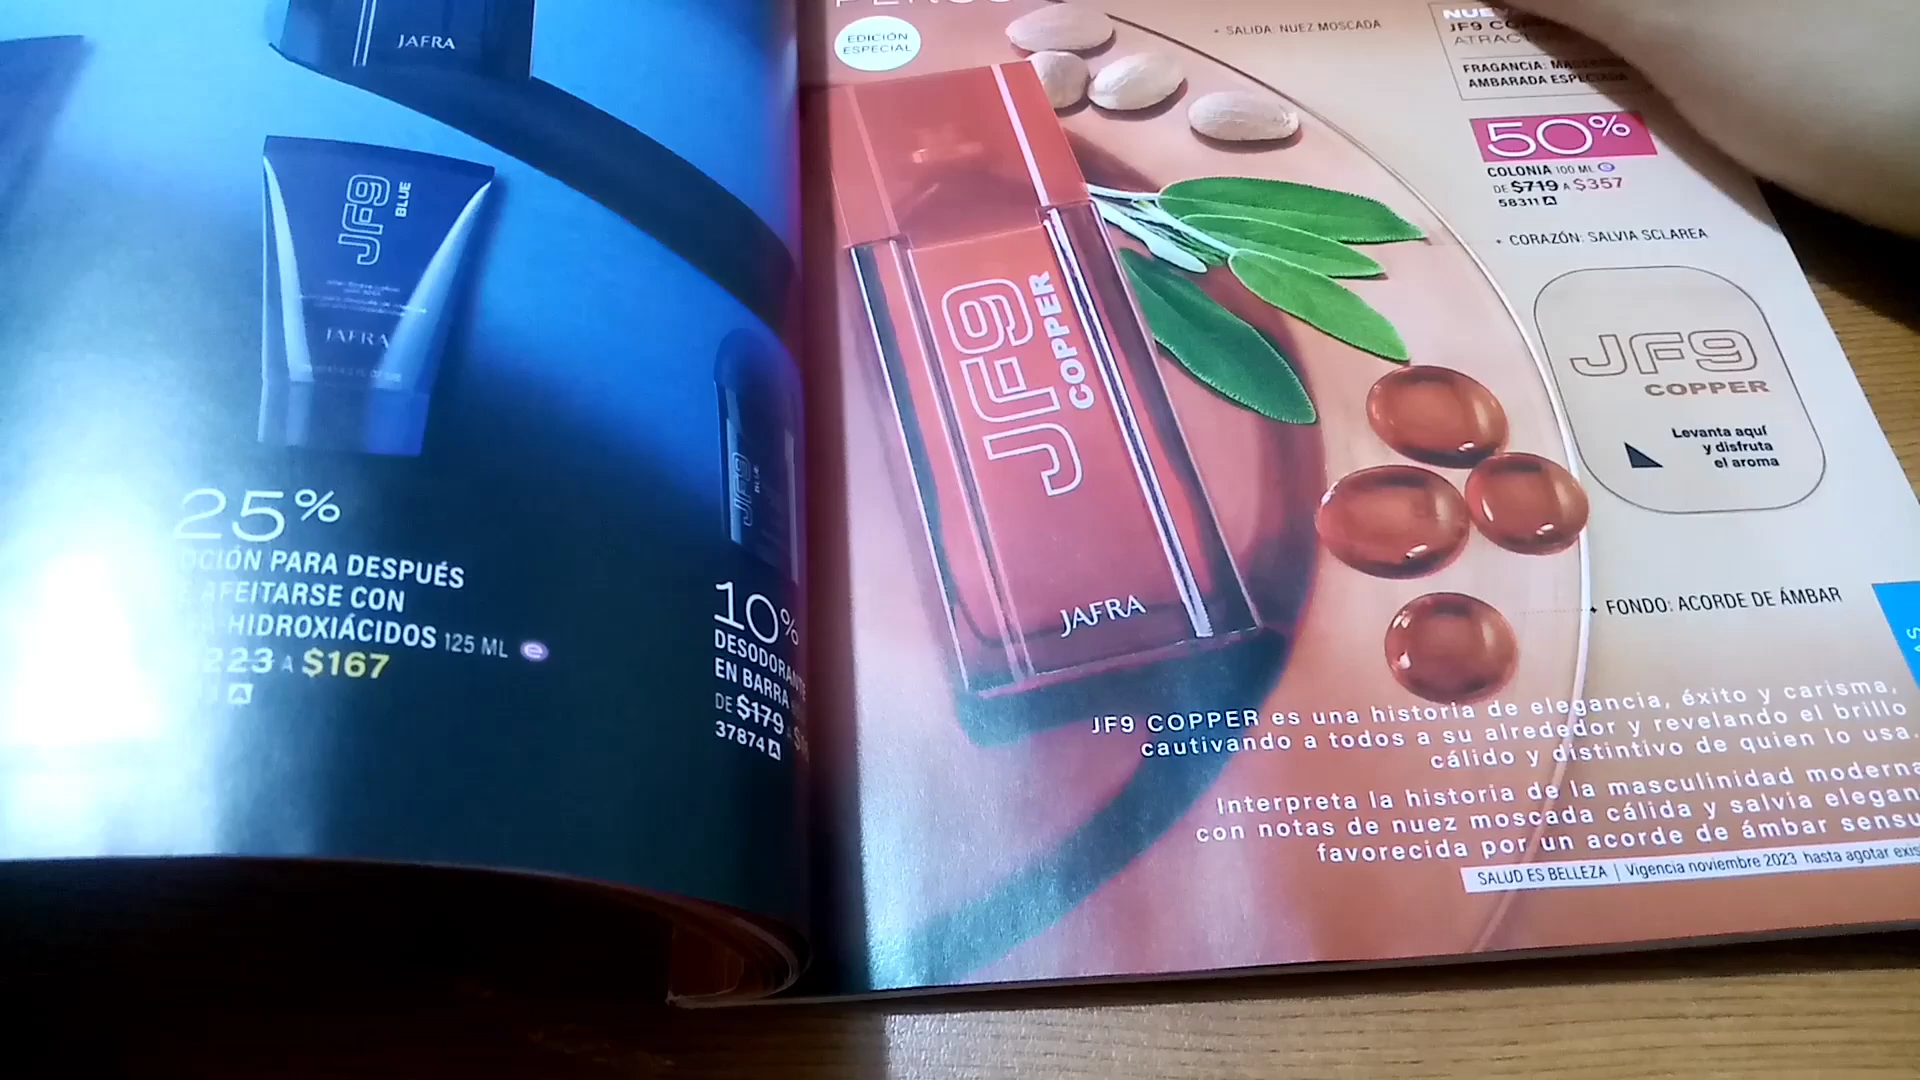 JAFRA
JF9
BLUE
JAFRA
25%
PARA DESPUÉS
AFEITARSE CON
HIDROXIÁCIDOS 125 ML
223 A $167
JF9
BLUE
10%
DESODORANTE
EN BARRA
DE $179 A
37874 A
EDICIÓN
ESPECIAL
JF9
COPPER
JAFRA
SALIDA: NUEZ MOSCADA
JF9
FRAGANCIA:
AMBARADA ESPECIADA
50%
COLONIA 100 ML
DE $719 A $357
58311 A
CORAZÓN: SALVIA SCLAREA
JF9
COPPER
Levanta aquí
y disfruta
el aroma
FONDO: ACORDE DE ÁMBAR
JF9 COPPER es una historia de elegancia, éxito y carisma,
cautivando a todos a su alrededor y revelando el brillo
cálido y distintivo de quien lo usa.
Interpreta la historia de la masculinidad moderna
con notas de nuez moscada cálida y salvia
favorecida por un acorde de ámbar
SALUD ES BELLEZA | Vigencia noviembre 2023 hasta agotar